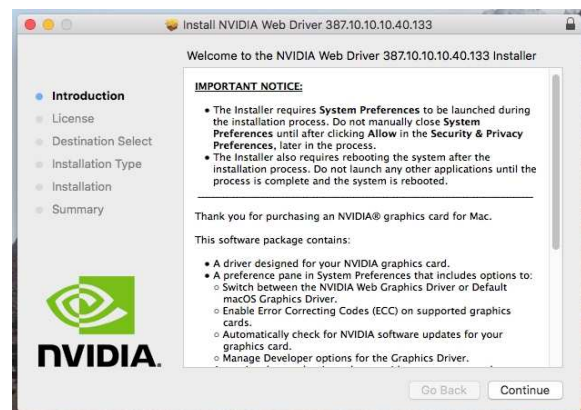 Install NVIDIA Web Driver 387.10.10.10.40.133
Welcome to the NVIDIA Web Driver 387.10.10.10.40.133 Installer
Introduction
License
Destination Select
Installation Type
Installation
Summary
IMPORTANT NOTICE:
• The Installer requires System Preferences to be launched during
the installation process. Do not manually close System
Preferences until after clicking Allow in the Security & Privacy
Preferences, later in the process.
• The Installer also requires rebooting the system after the
installation process. Do not launch any other applications until the
process is complete and the system is rebooted.
Thank you for purchasing an NVIDIA® graphics card for Mac.
This software package contains:
• A driver designed for your NVIDIA graphics card.
• A preference pane in System Preferences that includes options to:
○ Switch between the NVIDIA Web Graphics Driver or Default
macOS Graphics Driver.
○ Enable Error Correcting Codes (ECC) on supported graphics
cards.
○ Automatically check for NVIDIA software updates for your
graphics card.
○ Manage Developer options for the Graphics Driver.
NVIDIA.
Go Back
Continue